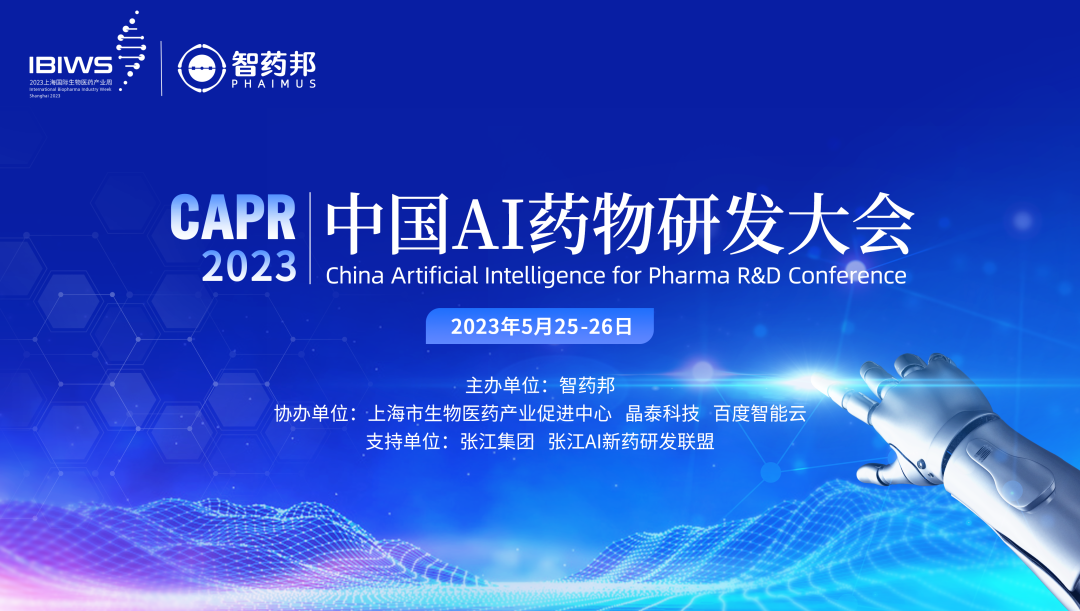 IBIWS
2023上海国际生物医药产业周
International Biopharma Industry Week
Shanghai 2023
智药邦
PHAIMUS
CAPR
2023
中国AI药物研发大会
China Artificial Intelligence for Pharma R&D Conference
2023年5月25-26日
主办单位：智药邦
协办单位：上海市生物医药产业促进中心 晶泰科技 百度智能云
支持单位：张江集团 张江AI新药研发联盟